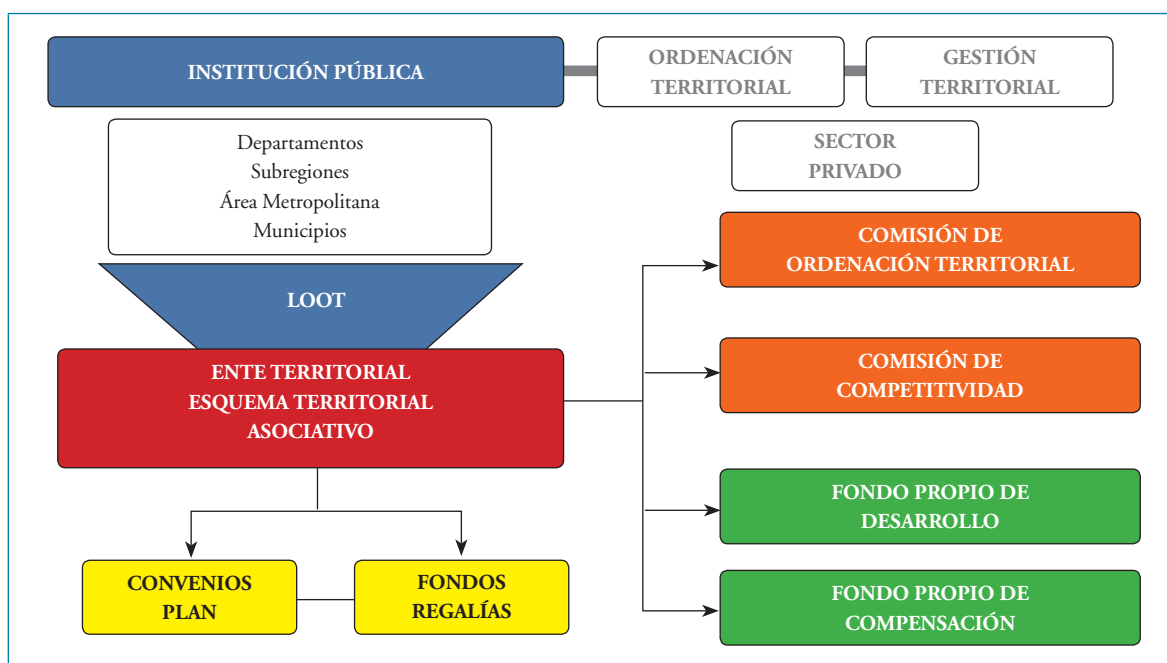 INSTITUCIÓN PÚBLICA
ORDENACIÓN
TERRITORIAL
GESTIÓN
TERRITORIAL
Departamentos
Subregiones
Área Metropolitana
Municipios
SECTOR
PRIVADO
LOOT
ENTE TERRITORIAL
ESQUEMA TERRITORIAL
ASOCIATIVO
COMISIÓN DE
ORDENACIÓN TERRITORIAL
COMISIÓN DE
COMPETITIVIDAD
FONDO PROPIO DE
DESARROLLO
FONDO PROPIO DE
COMPENSACIÓN
CONVENIOS
PLAN
FONDOS
REGALÍAS